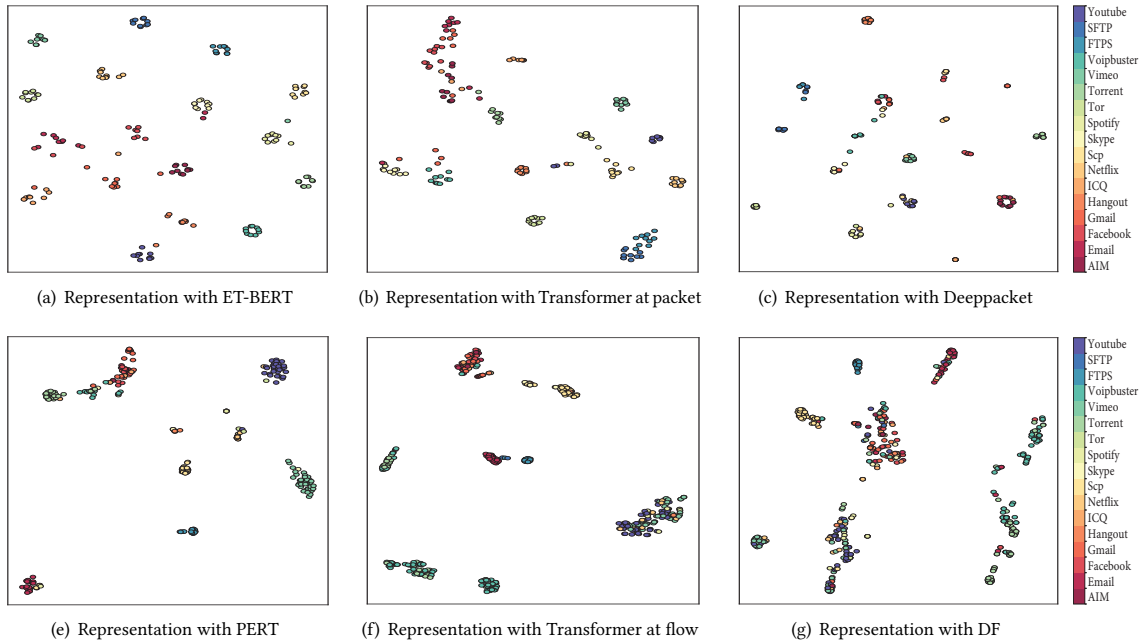 Youtube
SFTP
FTPS
Voipbuster
Vimeo
Torrent
Tor
Spotify
Skype
Scp
Netflix
ICQ
Hangout
Gmail
Facebook
Email
AIM
(a) Representation with ET-BERT
(b) Representation with Transformer at packet
(c) Representation with Deeppacket
Youtube
SFTP
FTPS
Voipbuster
Vimeo
Torrent
Tor
Spotify
Skype
Scp
Netflix
ICQ
Hangout
Gmail
Facebook
Email
AIM
(e) Representation with PERT
(f) Representation with Transformer at flow
(g) Representation with DF